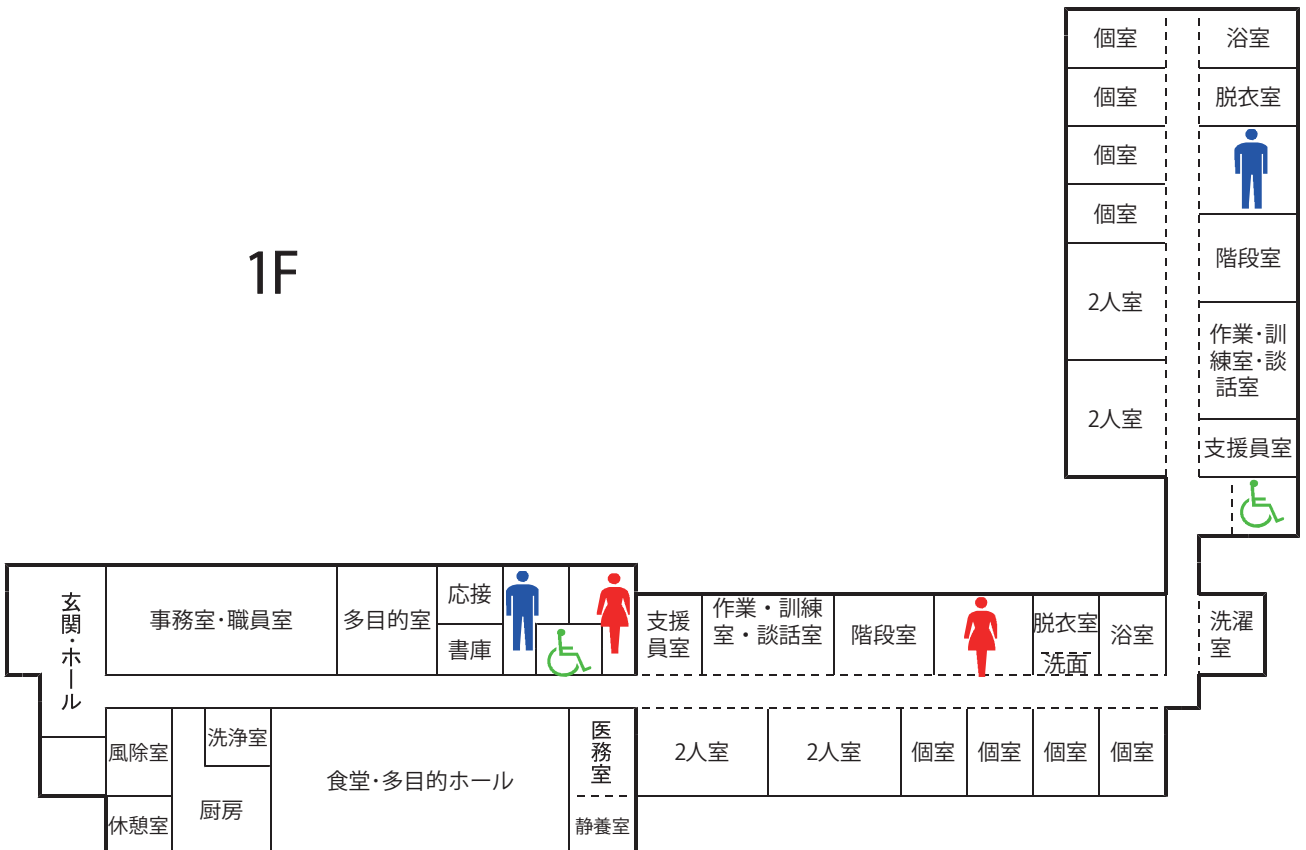 個室
浴室
個室
脱衣室
個室
個室
1F
階段室
2人室
作業･訓
練室･談
話室
2人室
支援員室
玄関・ホール
事務室･職員室
多目的室
応接
書庫
支援
員室
作業・訓練
室・談話室
階段室
脱衣室
洗面
浴室
洗濯
室
風除室
洗浄室
厨房
休憩室
食堂･多目的ホール
医務室
静養室
2人室
2人室
個室
個室
個室
個室